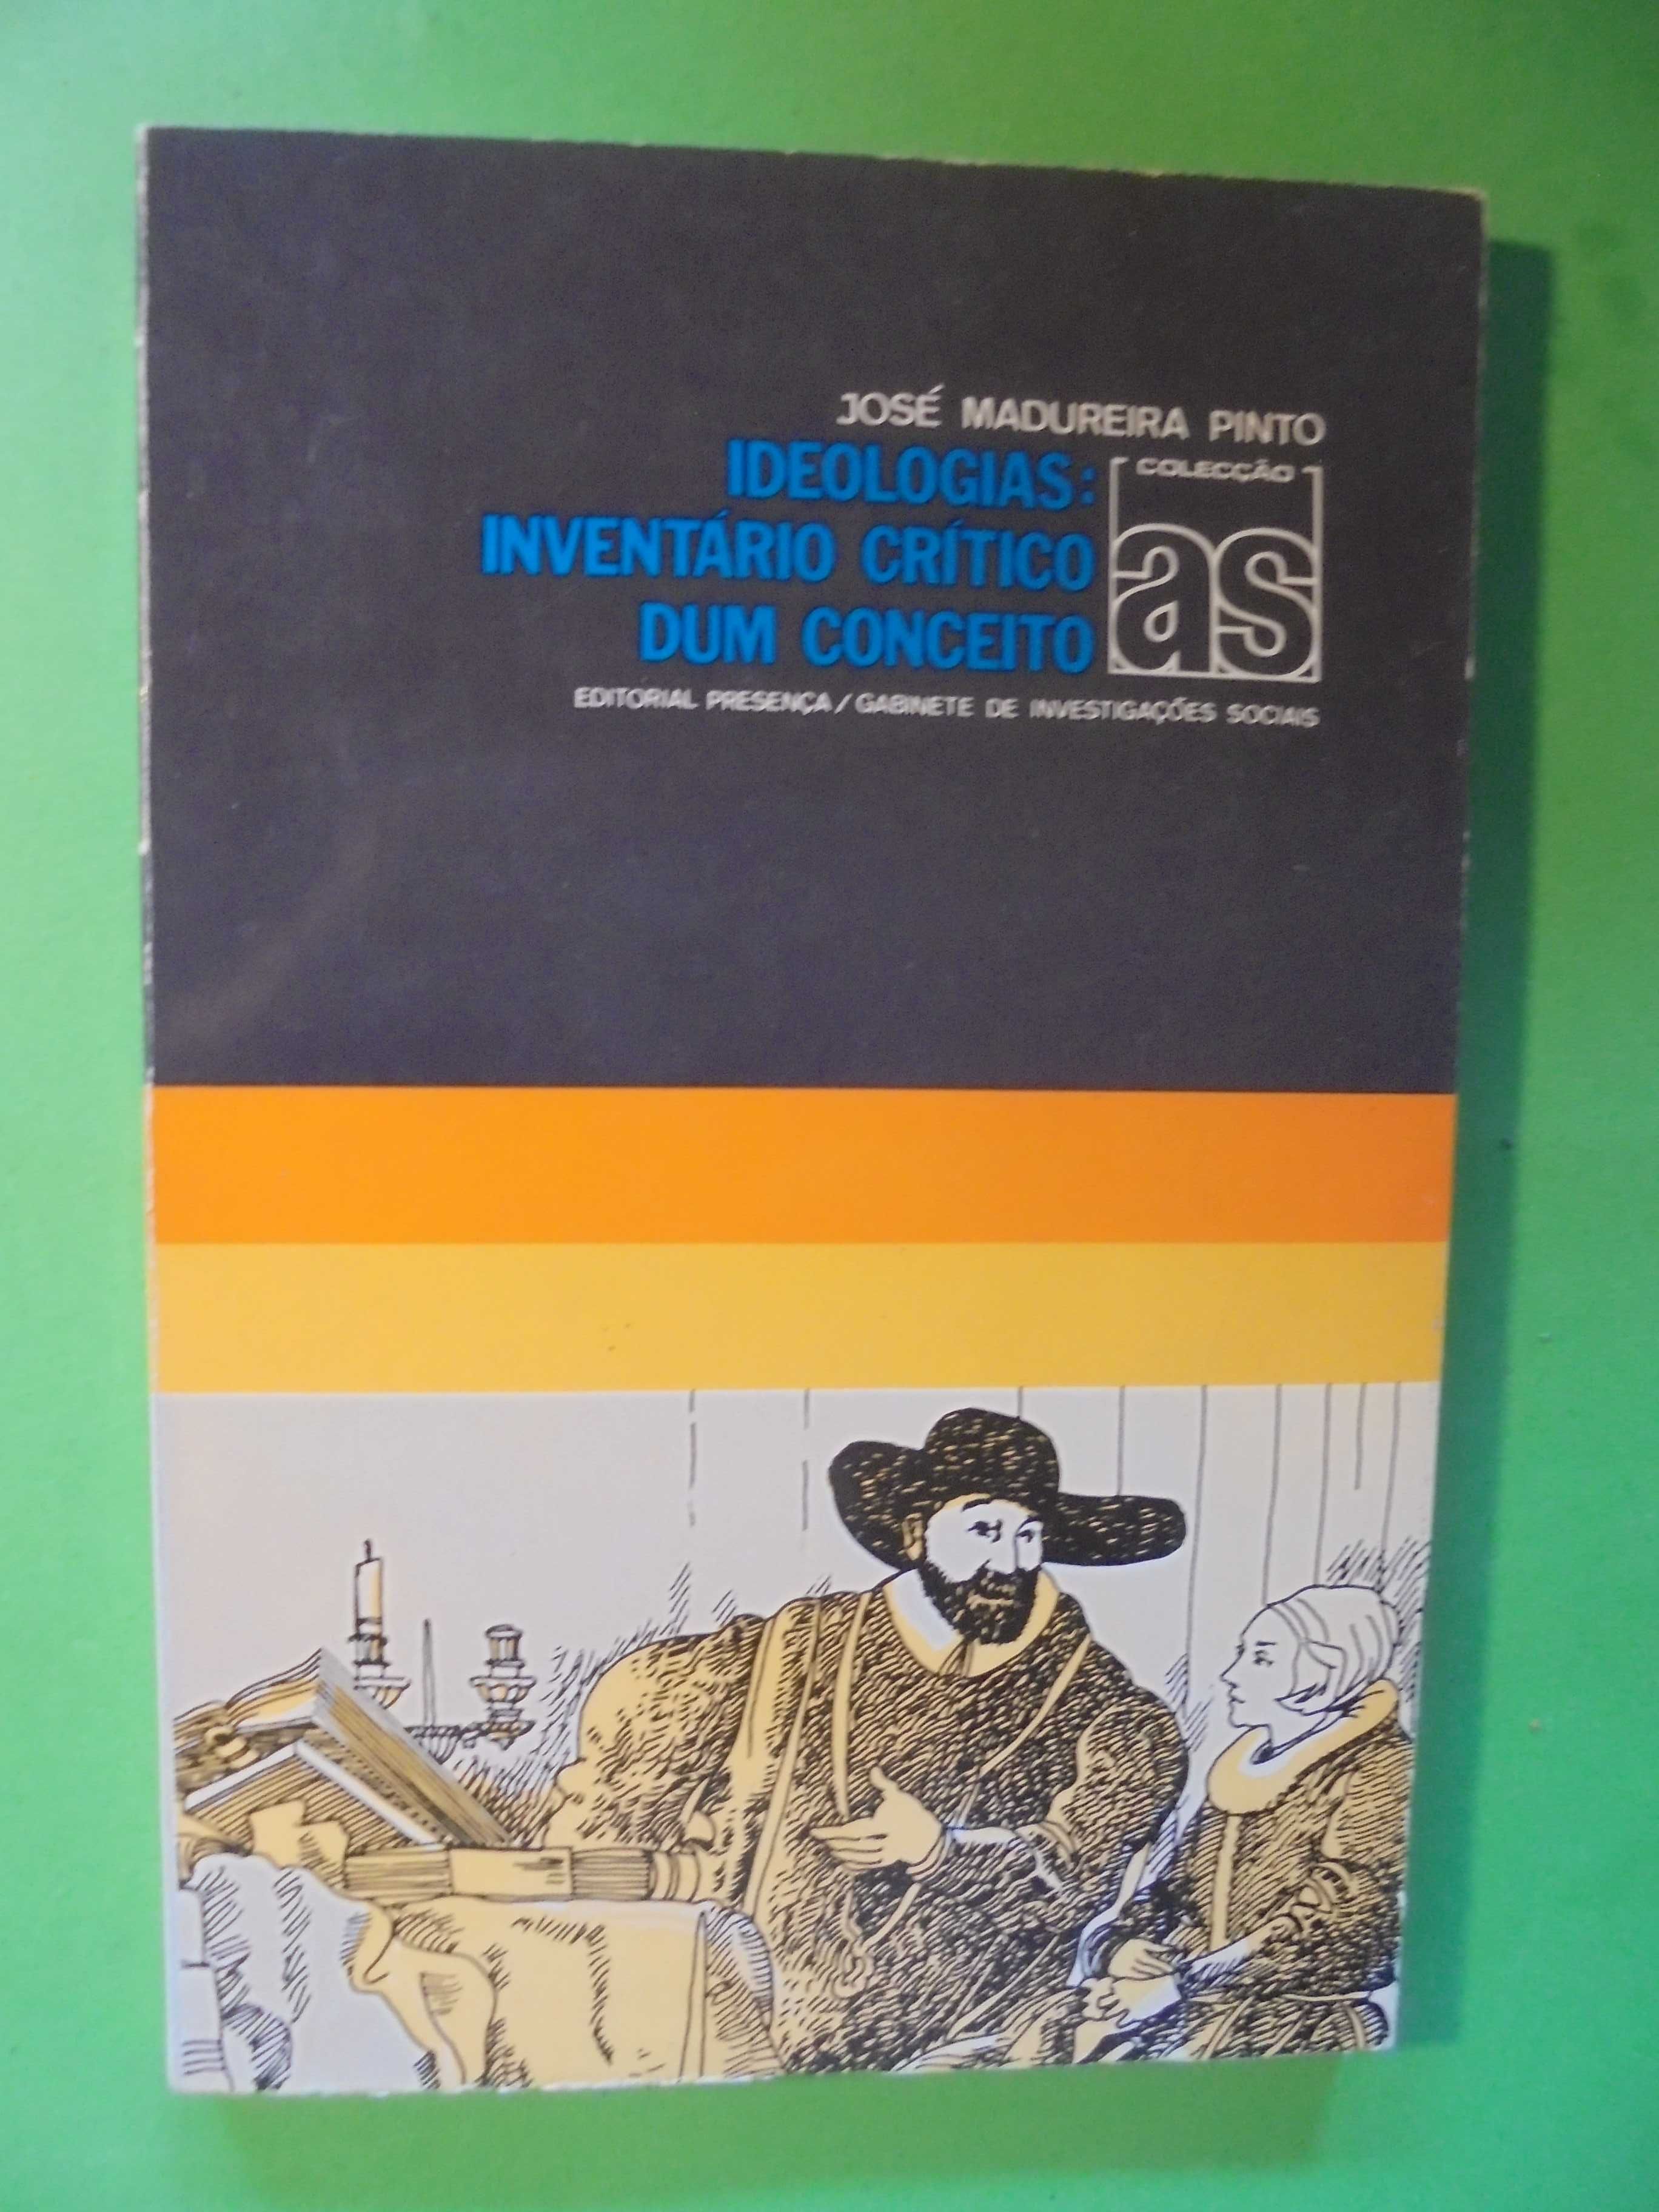 JOSÉ MADUREIRA PINTO
IDEOLOGIAS:
INVENTÁRIO CRÍTICO
DUM CONCEITO
COLECÇÃO
as
EDITORIAL PRESENÇA / GABINETE DE INVESTIGAÇÕES SOCIAIS